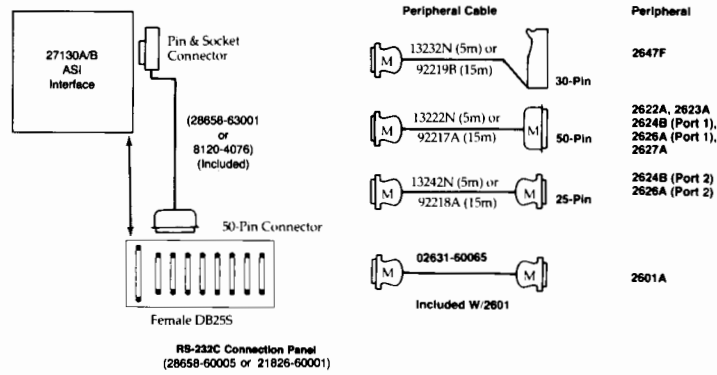 27130A/B
ASI
Interface
Pin & Socket
Connector
(28658-63001
or
8120-4076)
(Included)
50-Pin Connector
Female DB25S
RS-232C Connection Panel
(28658-60005 or 21826-60001)
Peripheral Cable
Peripheral
M
13232N (5m) or
92219B (15m)
30-Pin
2647F
M
13222N (5m) or
92217A (15m)
M
50-Pin
2622A, 2623A
2624B (Port 1),
2626A (Port 1),
2627A
M
13242N (5m) or
92218A (15m)
M
25-Pin
2624B (Port 2)
2626A (Port 2)
M
02631-60065
M
Included W/2601
2601A